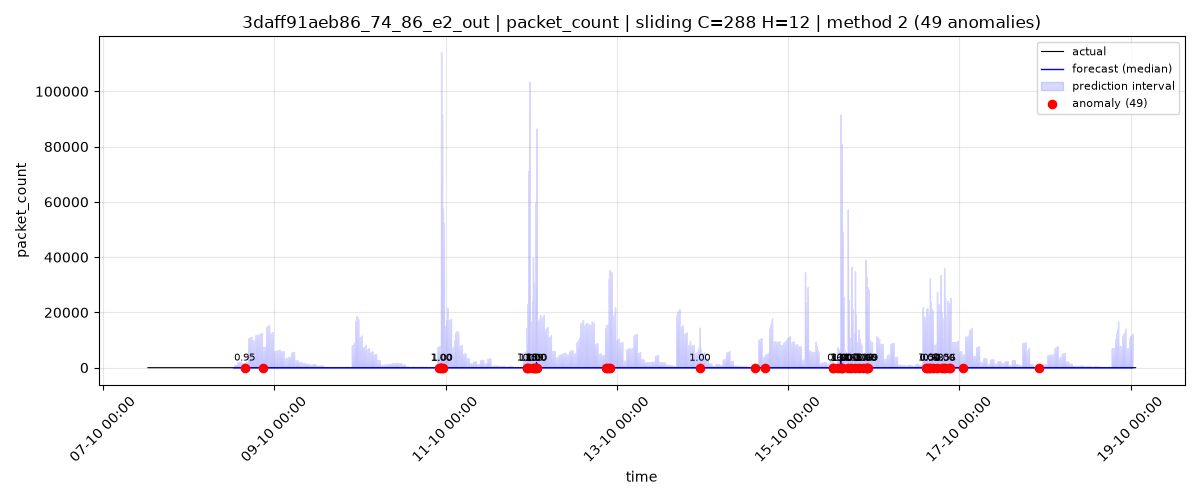 3daff91aeb86_74_86_e2_out | packet_count | sliding C=288 H=12 | method 2 (49 anomalies)
actual
forecast (median)
prediction interval
anomaly (49)
packet_count
100000
80000
60000
40000
20000
0
0.95
1.00
1.00
07-10 00:00
09-10 00:00
11-10 00:00
13-10 00:00
15-10 00:00
17-10 00:00
19-10 00:00
time